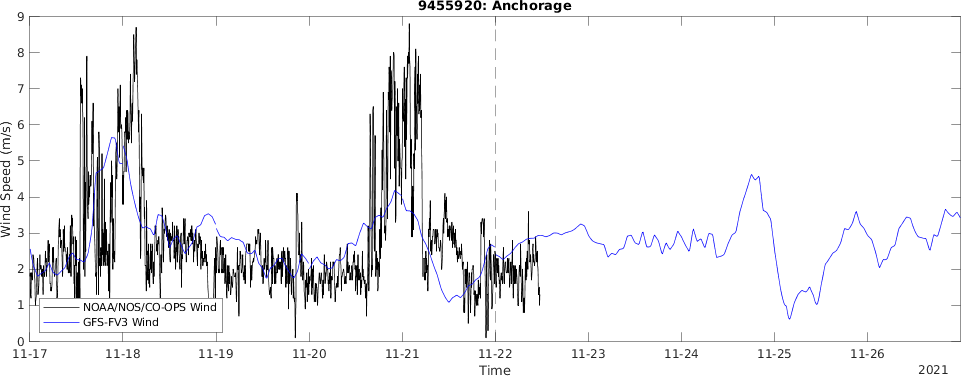 9455920: Anchorage
9
8
7
6
5
4
3
2
1
0
Wind Speed (m/s)
NOAA/NOS/CO-OPS Wind
GFS-FV3 Wind
11-17 11-18 11-19 11-20 11-21 11-22 11-23 11-24 11-25 11-26
Time
2021